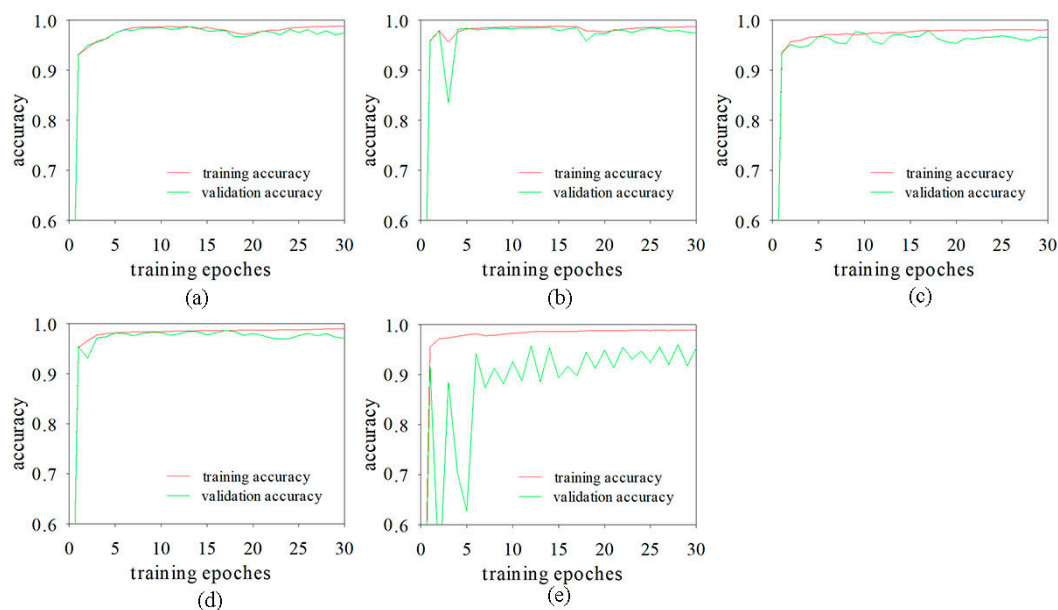 1.0
0.9
0.8
0.7
0.6
accuracy
training accuracy
validation accuracy
0 5 10 15 20 25 30
training epoches
(a)
1.0
0.9
0.8
0.7
0.6
accuracy
training accuracy
validation accuracy
0 5 10 15 20 25 30
training epoches
(b)
1.0
0.9
0.8
0.7
0.6
accuracy
training accuracy
validation accuracy
0 5 10 15 20 25 30
training epoches
(c)
1.0
0.9
0.8
0.7
0.6
accuracy
training accuracy
validation accuracy
0 5 10 15 20 25 30
training epoches
(d)
1.0
0.9
0.8
0.7
0.6
accuracy
training accuracy
validation accuracy
0 5 10 15 20 25 30
training epoches
(e)